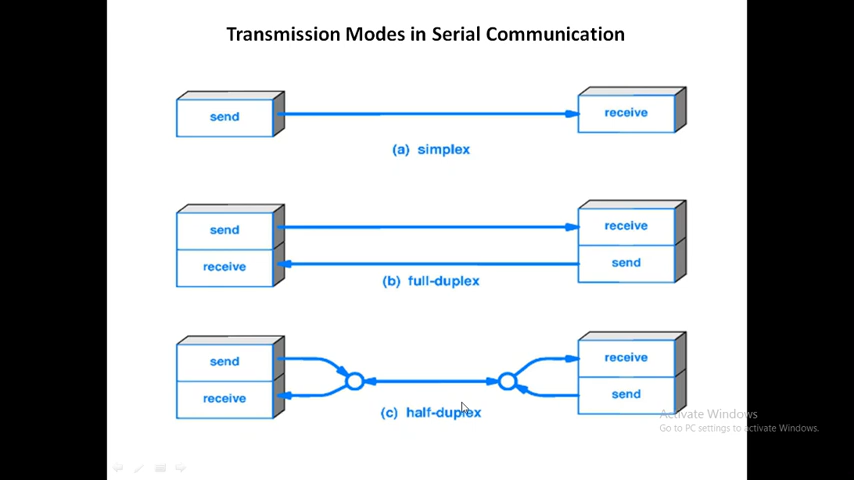 Transmission Modes in Serial Communication
send
receive
(a) simplex
send
receive
receive
send
(b) full-duplex
send
receive
receive
send
(c) half-duplex
Activate Windows
Go to PC settings to activate Windows.